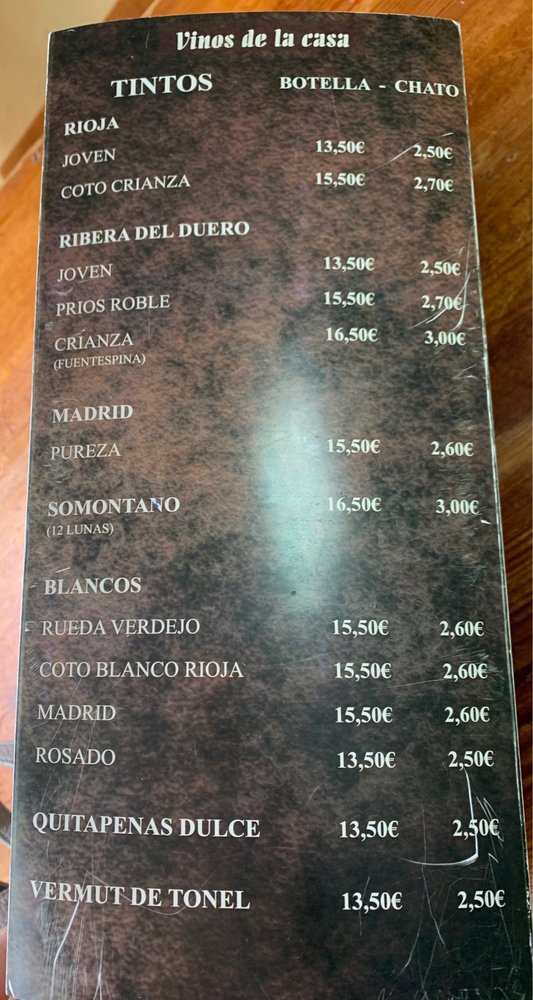 Vinos de la casa
TINTOS BOTELLA - CHATO
RIOJA
JOVEN 13,50€ 2,50€
COTO CRIANZA 15,50€ 2,70€
RIBERA DEL DUERO
JOVEN 13,50€ 2,50€
PRIOS ROBLE 15,50€ 2,70€
CRIANZA 16,50€ 3,00€
(FUENTESPINA)
MADRID
PUREZA 15,50€ 2,60€
SOMONTANO 16,50€ 3,00€
(12 LUNAS)
BLANCOS
RUEDA VERDEJO 15,50€ 2,60€
COTO BLANCO RIOJA 15,50€ 2,60€
MADRID 15,50€ 2,60€
ROSADO 13,50€ 2,50€
QUITAPENAS DULCE 13,50€ 2,50€
VERMUT DE TONEL 13,50€ 2,50€